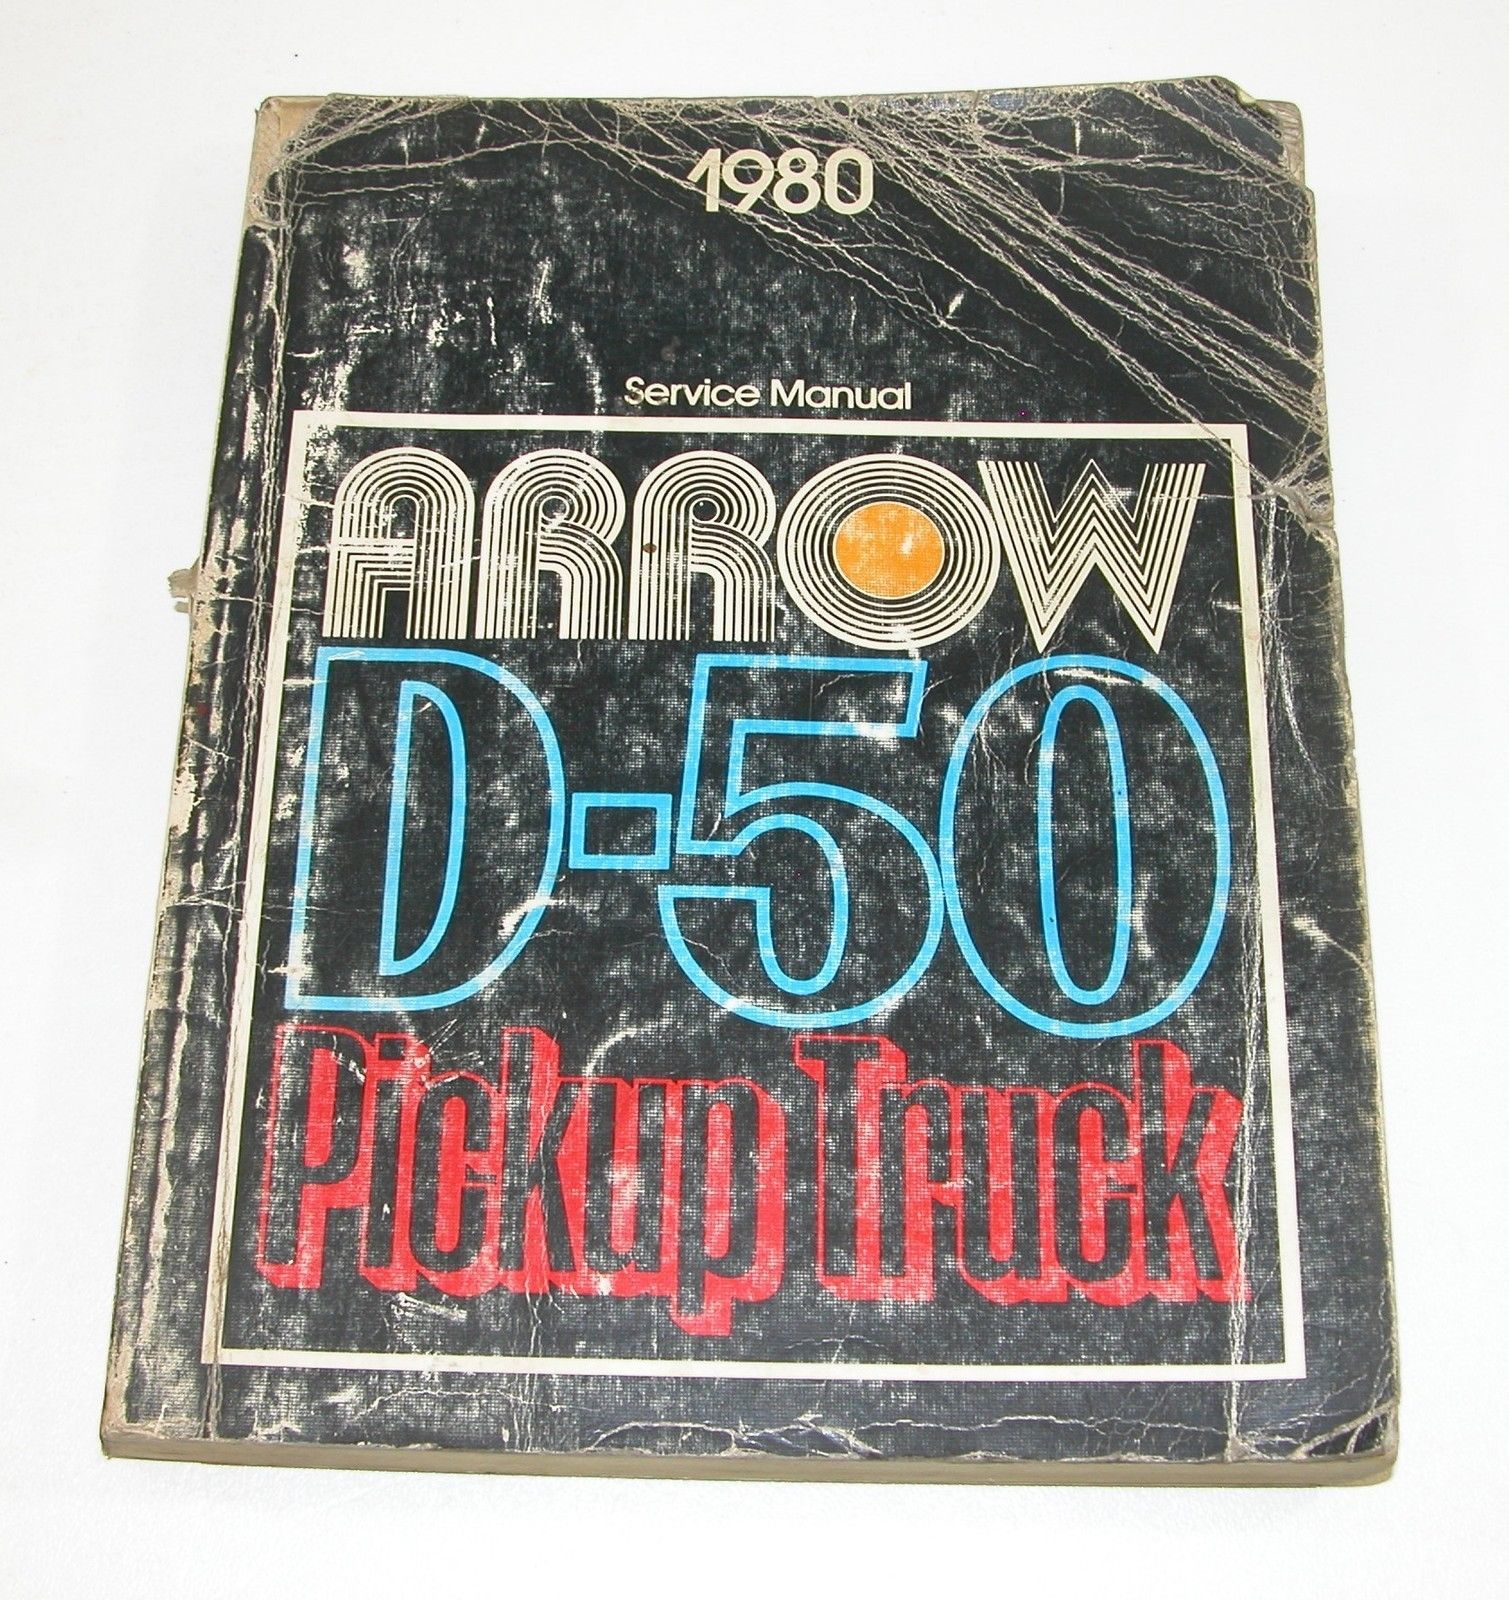 1980
Service Manual
ARROW
D-50
Pickup Truck